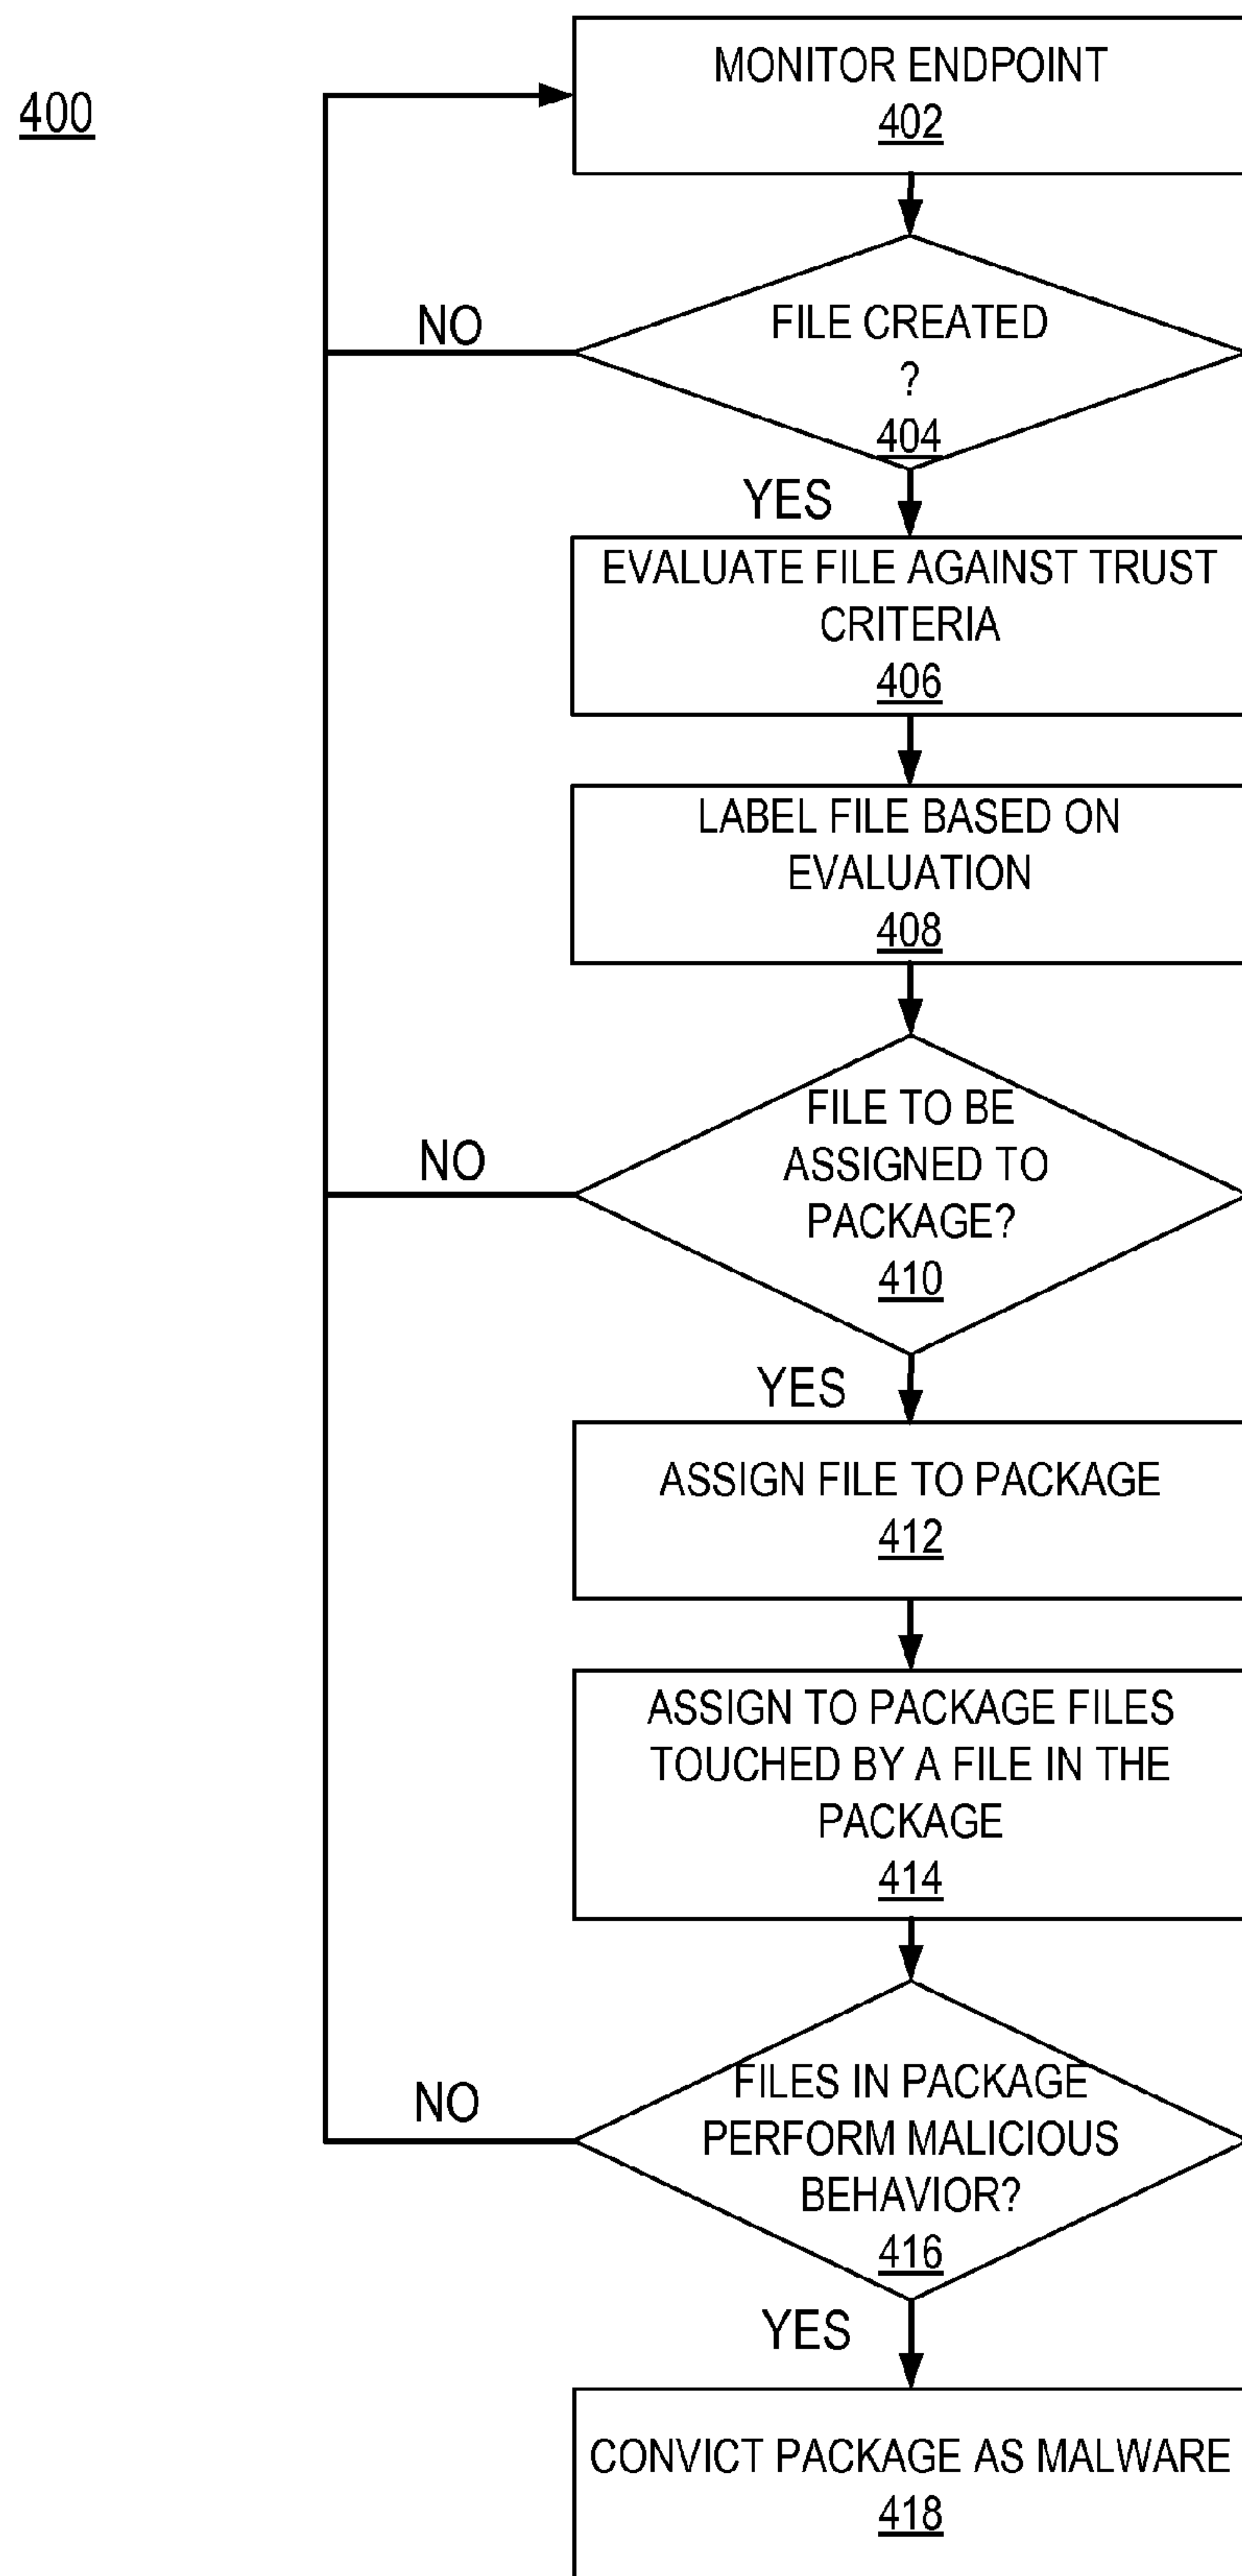 400
MONITOR ENDPOINT
402
FILE CREATED
?
404
NO
YES
EVALUATE FILE AGAINST TRUST
CRITERIA
406
LABEL FILE BASED ON
EVALUATION
408
FILE TO BE
ASSIGNED TO
PACKAGE?
410
NO
YES
ASSIGN FILE TO PACKAGE
412
ASSIGN TO PACKAGE FILES
TOUCHED BY A FILE IN THE
PACKAGE
414
FILES IN PACKAGE
PERFORM MALICIOUS
BEHAVIOR?
416
NO
YES
CONVICT PACKAGE AS MALWARE
418